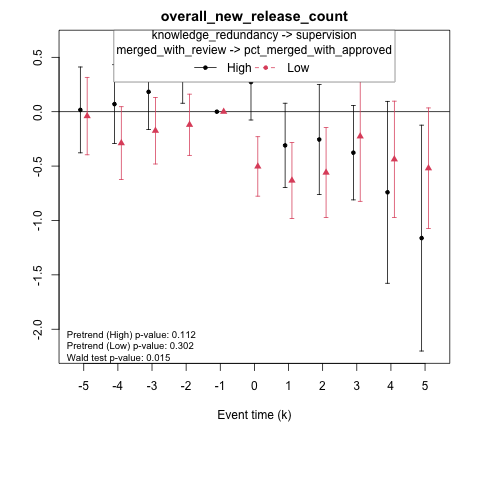 overall_new_release_count
knowledge_redundancy -> supervision
merged_with_review -> pct_merged_with_approved
High
Low
0.5
0.0
-0.5
-1.0
-1.5
-2.0
Pretrend (High) p-value: 0.112
Pretrend (Low) p-value: 0.302
Wald test p-value: 0.015
-5 -4 -3 -2 -1 0 1 2 3 4 5
Event time (k)